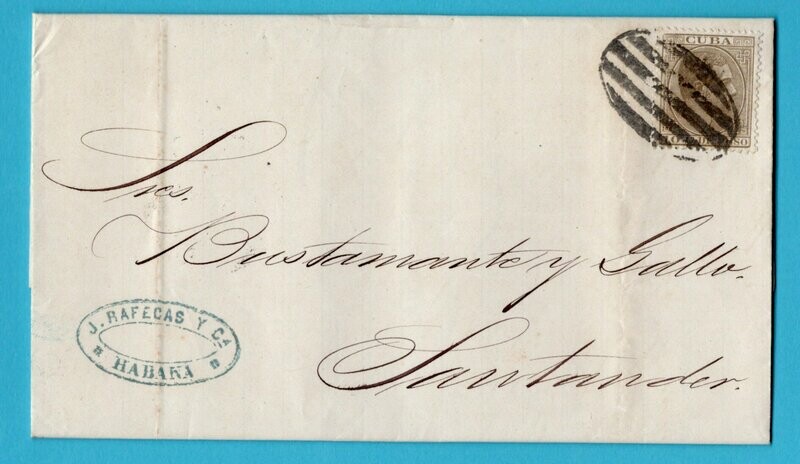 CUBA
Sres.
Bustamante y Gallo.
Santander.
J. RAFECAS Y CA
HABANA